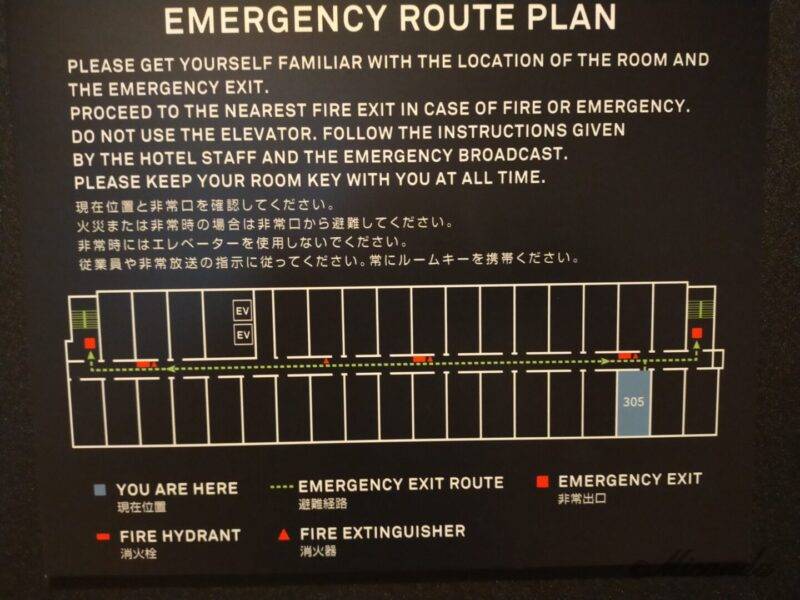 EMERGENCY ROUTE PLAN
PLEASE GET YOURSELF FAMILIAR WITH THE LOCATION OF THE ROOM AND
THE EMERGENCY EXIT.
PROCEED TO THE NEAREST FIRE EXIT IN CASE OF FIRE OR EMERGENCY.
DO NOT USE THE ELEVATOR. FOLLOW THE INSTRUCTIONS GIVEN
BY THE HOTEL STAFF AND THE EMERGENCY BROADCAST.
PLEASE KEEP YOUR ROOM KEY WITH YOU AT ALL TIME.
現在位置と非常口を確認してください。
火災または非常時の場合は非常口から避難してください。
非常時にはエレベーターを使用しないでください。
従業員や非常放送の指示に従ってください。常にルームキーを携帯ください。
EV
EV
305
YOU ARE HERE
現在位置
EMERGENCY EXIT ROUTE
避難経路
EMERGENCY EXIT
非常出口
FIRE HYDRANT
消火栓
FIRE EXTINGUISHER
消火器